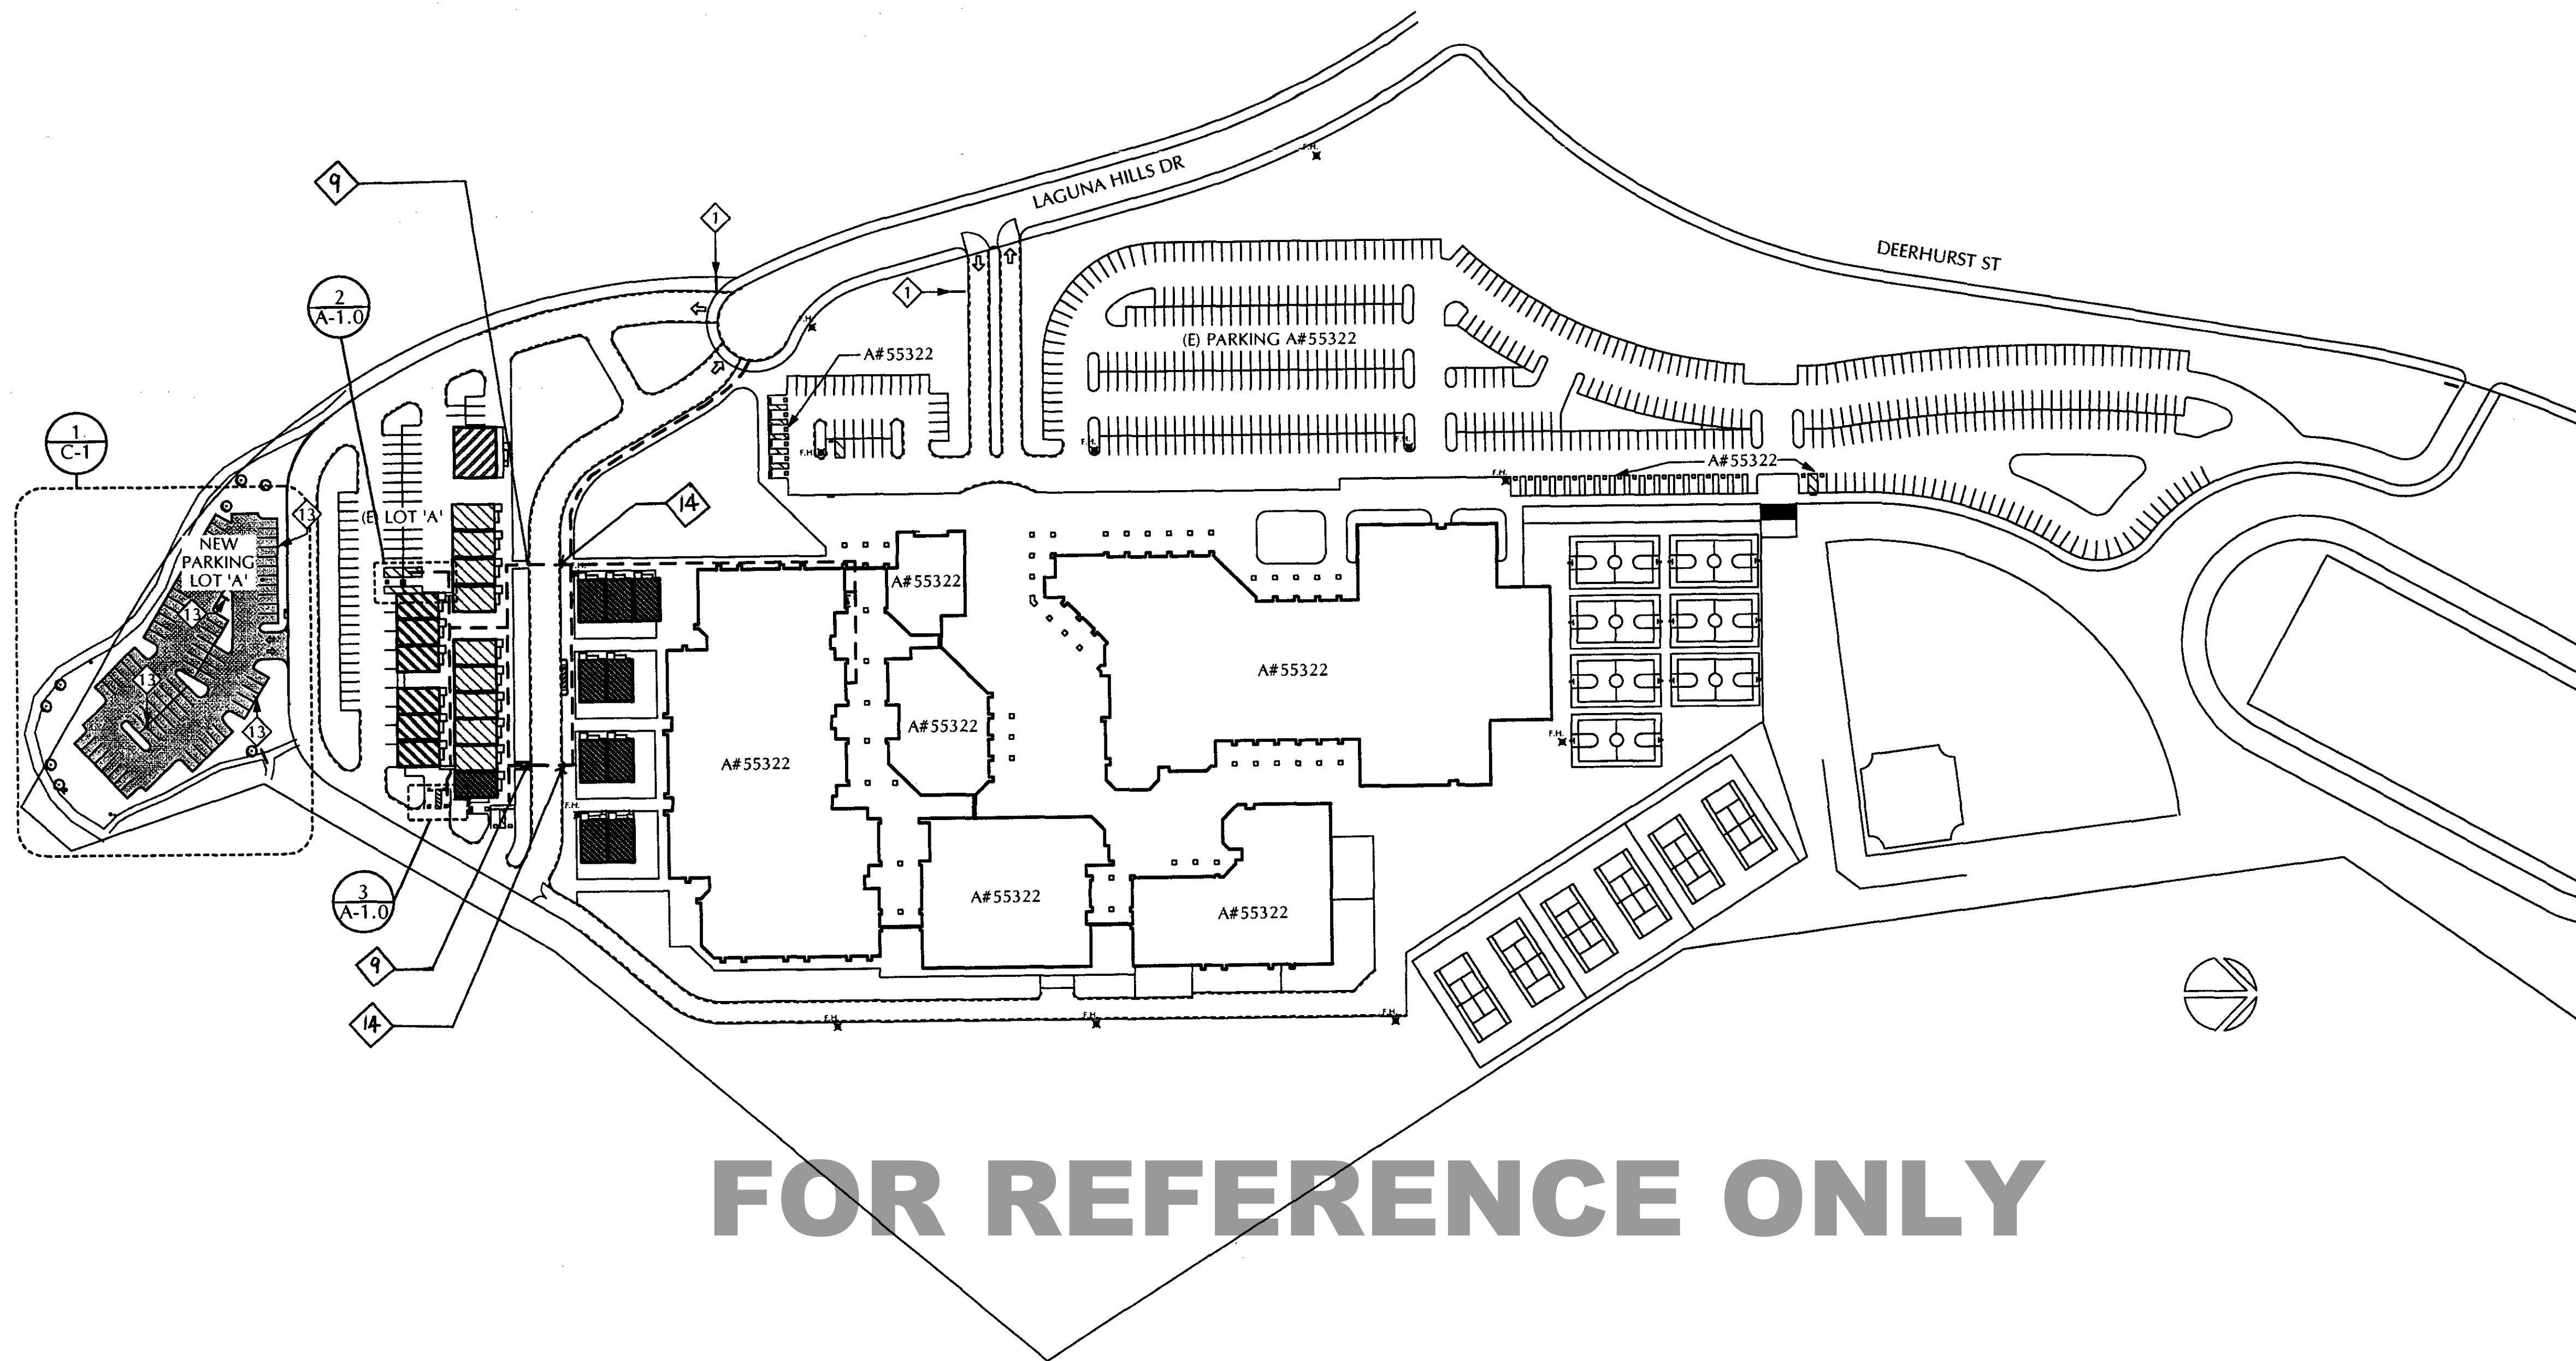 F.H.
LAGUNA HILLS DR
9
1
DEERHURST ST
2
A-1.0
1
F.H.
(E) PARKING A#55322
A#55322
1.
C-1
F.H.
F.H.
F.H.
A#55322
F.H.
14
13
(E) LOT 'A'
NEW
PARKING
LOT 'A'
A#55322
13
A#55322
13
A#55322
13
F.H.
A#55322
F.H.
3
A-1.0
A#55322
A#55322
9
14
F.H.
F.H.
F.H.
FOR REFERENCE ONLY